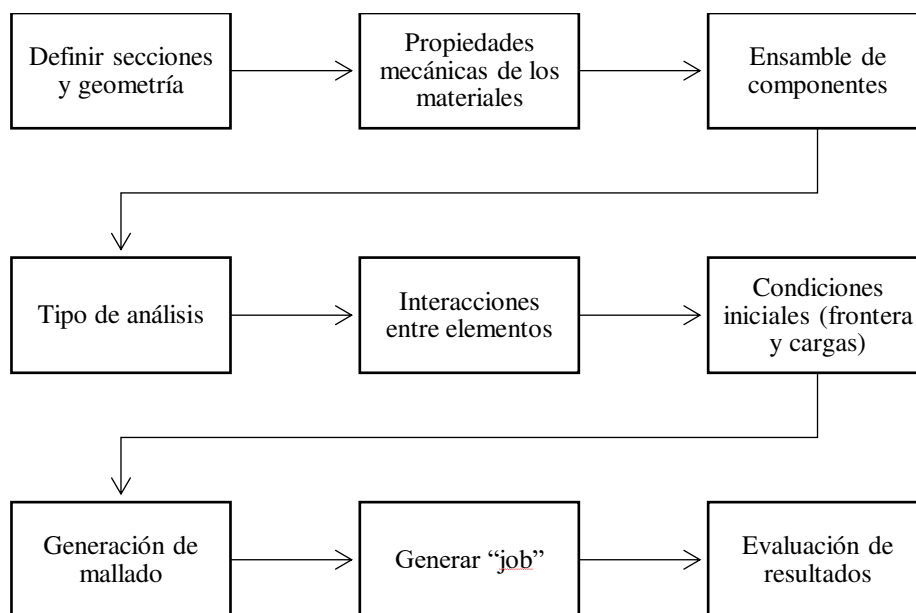 Definir secciones
y geometría
Propiedades
mecánicas de los
materiales
Ensamble de
componentes
Tipo de análisis
Interacciones
entre elementos
Condiciones
iniciales (frontera
y cargas)
Generación de
mallado
Generar “job”
Evaluación de
resultados